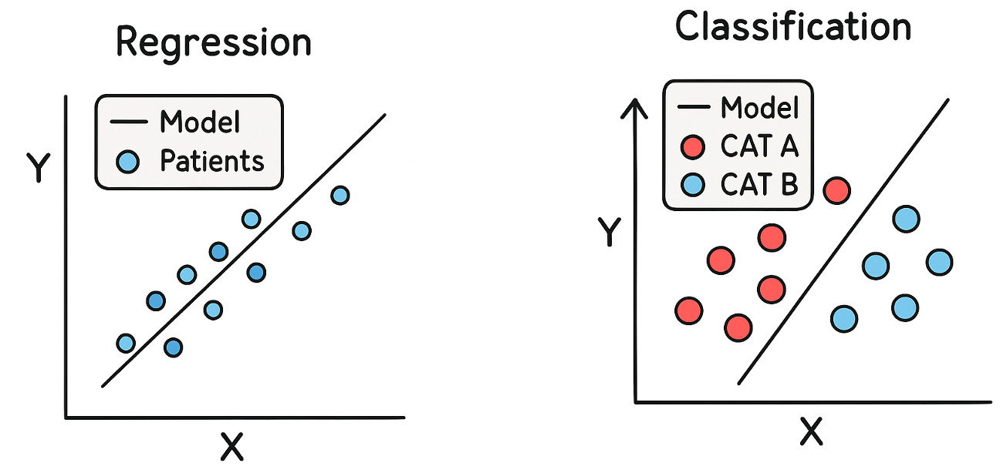 Regression
Model
Patients
Y
X
Classification
Model
CAT A
CAT B
Y
X